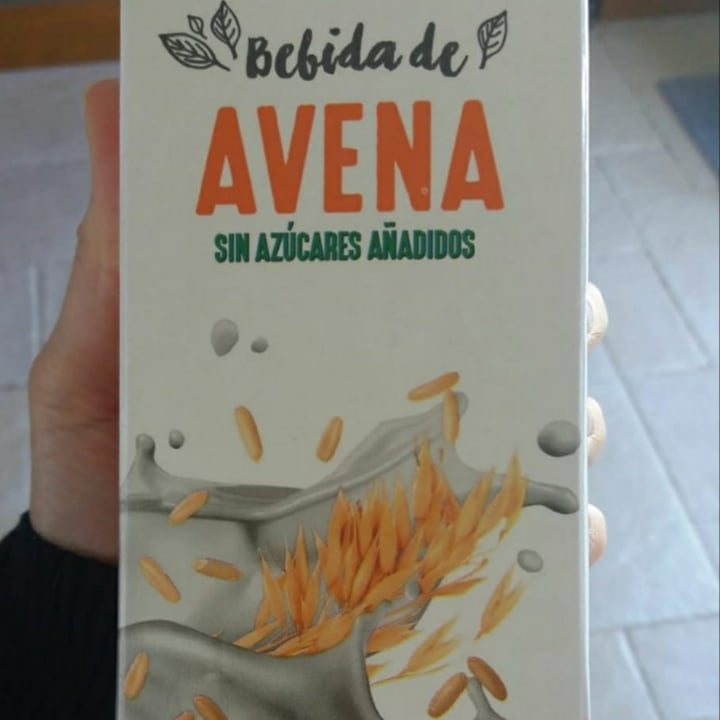 Bebida de
AVENA
SIN AZÚCARES AÑADIDOS